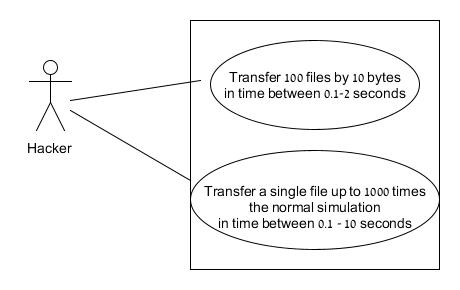 Transfer 100 files by 10 bytes
in time between 0.1-2 seconds
Hacker
Transfer a single file up to 1000 times
the normal simulation
in time between 0.1 - 10 seconds